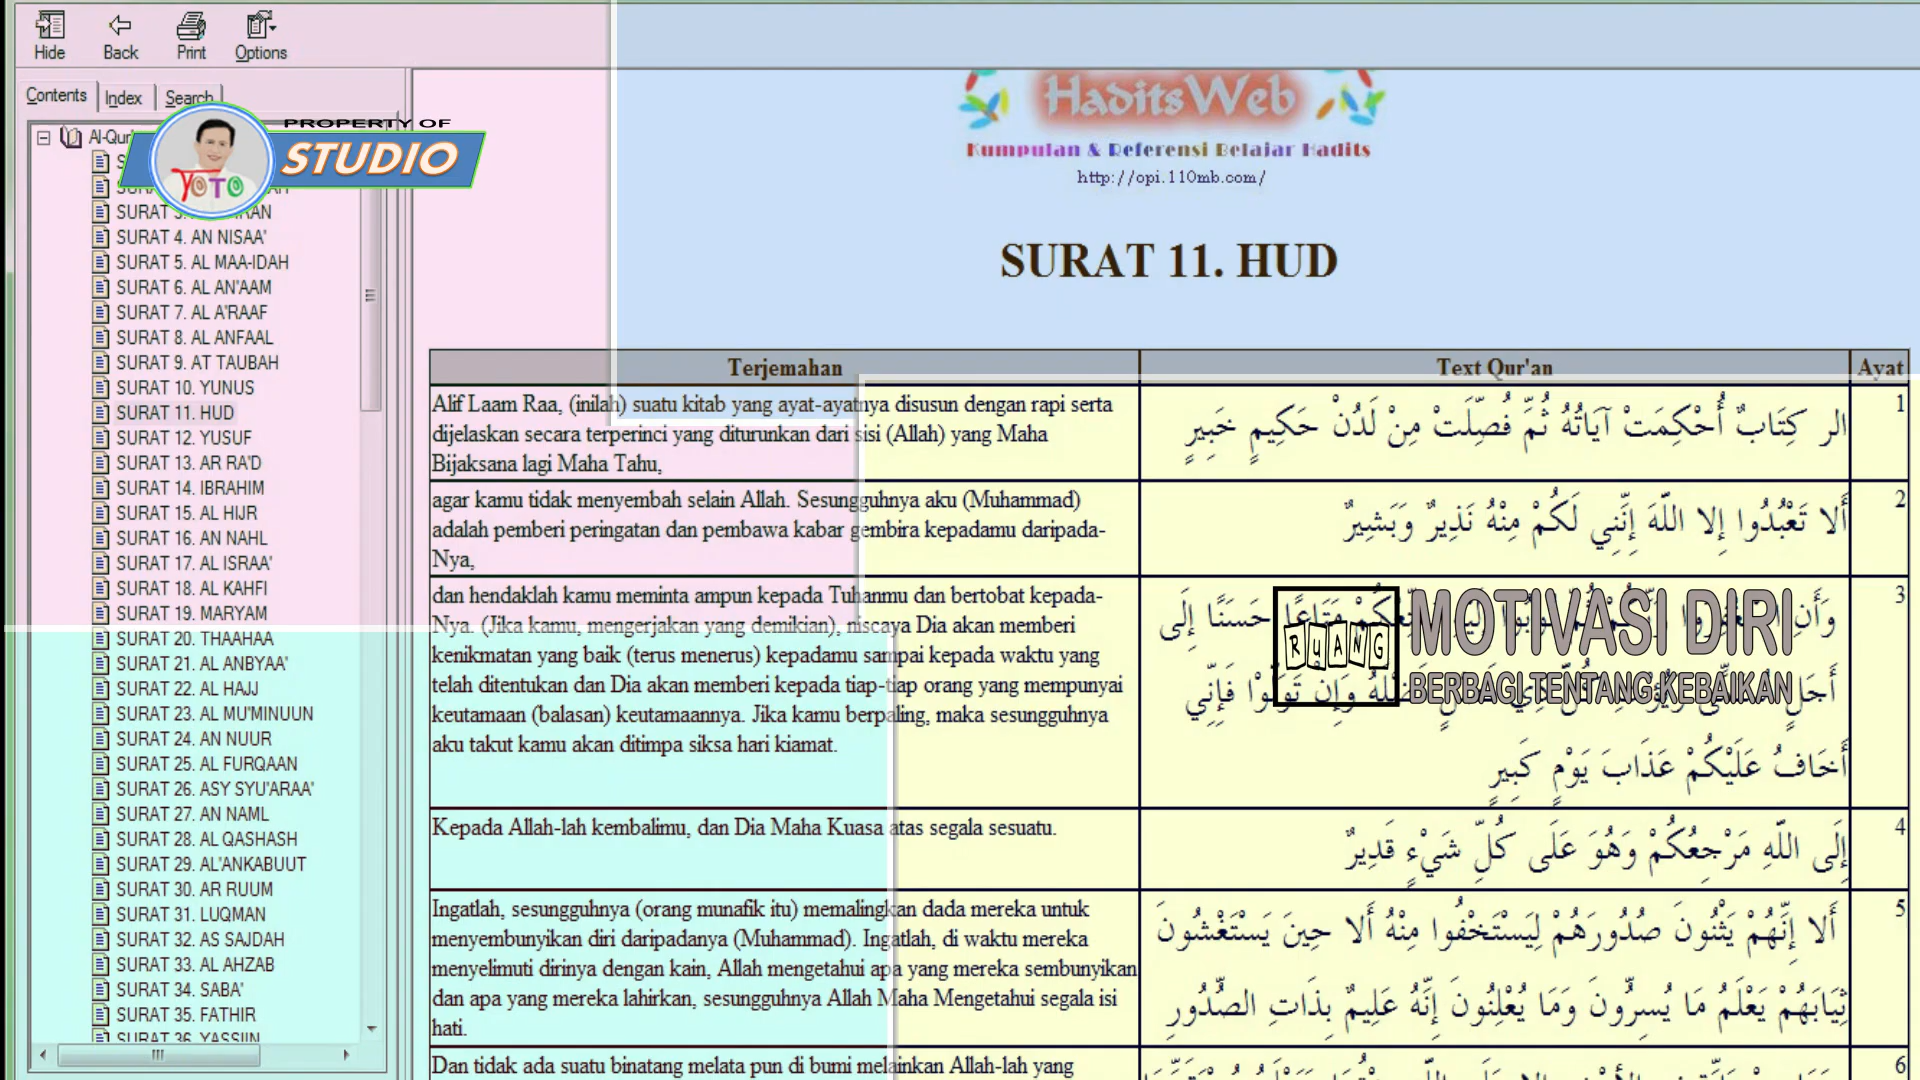 Hide
Back
Print
Options
Contents
Index
Search
PROPERTY OF
STUDIO
YOTO
Al-Qur
SURAT 4. AN NISAA'
SURAT 5. AL MAA-IDAH
SURAT 6. AL AN'AAM
SURAT 7. AL A'RAAF
SURAT 8. AL ANFAAL
SURAT 9. AT TAUBAH
SURAT 10. YUNUS
SURAT 11. HUD
SURAT 12. YUSUF
SURAT 13. AR RA'D
SURAT 14. IBRAHIM
SURAT 15. AL HIJR
SURAT 16. AN NAHL
SURAT 17. AL ISRAA'
SURAT 18. AL KAHFI
SURAT 19. MARYAM
SURAT 20. THAAHAA
SURAT 21. AL ANBYAA'
SURAT 22. AL HAJJ
SURAT 23. AL MU'MINUUN
SURAT 24. AN NUUR
SURAT 25. AL FURQAAN
SURAT 26. ASY SYU'ARAA'
SURAT 27. AN NAML
SURAT 28. AL QASHASH
SURAT 29. AL'ANKABUUT
SURAT 30. AR RUUM
SURAT 31. LUQMAN
SURAT 32. AS SAJDAH
SURAT 33. AL AHZAB
SURAT 34. SABA'
SURAT 35. FATHIR
SURAT 36. YASSIIN
HaditsWeb
Kumpulan & Referensi Belajar Hadits
http://opi.110mb.com/
SURAT 11. HUD
Terjemahan
Text Qur'an
Ayat
Alif Laam Raa, (inilah) suatu kitab yang ayat-ayatnya disusun dengan rapi serta
dijelaskan secara terperinci yang diturunkan dari sisi (Allah) yang Maha
Bijaksana lagi Maha Tahu,
الر كِتَابٌ أُحْكِمَتْ آيَاتُهُ ثُمَّ فُصِّلَتْ مِنْ لَدُنْ حَكِيمٍ خَبِيرٍ
1
agar kamu tidak menyembah selain Allah. Sesungguhnya aku (Muhammad)
adalah pemberi peringatan dan pembawa kabar gembira kepadamu daripada-
Nya,
أَلا تَعْبُدُوا إِلا اللَّهَ إِنَّنِي لَكُمْ مِنْهُ نَذِيرٌ وَبَشِيرٌ
2
dan hendaklah kamu meminta ampun kepada Tuhanmu dan bertobat kepada-
Nya. (Jika kamu, mengerjakan yang demikian), niscaya Dia akan memberi
kenikmatan yang baik (terus menerus) kepadamu sampai kepada waktu yang
telah ditentukan dan Dia akan memberi kepada tiap-tiap orang yang mempunyai
keutamaan (balasan) keutamaannya. Jika kamu berpaling, maka sesungguhnya
aku takut kamu akan ditimpa siksa hari kiamat.
وَأَنِ حَسَنًا إِلَى
أَجَلٍ وَإِنْ تَوَلَّوْا فَإِنِّي
أَخَافُ عَلَيْكُمْ عَذَابَ يَوْمٍ كَبِيرٍ
3
RUANG
MOTIVASI DIRI
BERBAGI TENTANG KEBAIKAN
Kepada Allah-lah kembalimu, dan Dia Maha Kuasa atas segala sesuatu.
إِلَى اللَّهِ مَرْجِعُكُمْ وَهُوَ عَلَى كُلِّ شَيْءٍ قَدِيرٌ
4
Ingatlah, sesungguhnya (orang munafik itu) memalingkan dada mereka untuk
menyembunyikan diri daripadanya (Muhammad). Ingatlah, di waktu mereka
menyelimuti dirinya dengan kain, Allah mengetahui apa yang mereka sembunyikan
dan apa yang mereka lahirkan, sesungguhnya Allah Maha Mengetahui segala isi
hati.
أَلا إِنَّهُمْ يَثْنُونَ صُدُورَهُمْ لِيَسْتَخْفُوا مِنْهُ أَلا حِينَ يَسْتَغْشُونَ
ثِيَابَهُمْ يَعْلَمُ مَا يُسِرُّونَ وَمَا يُعْلِنُونَ إِنَّهُ عَلِيمٌ بِذَاتِ الصُّدُورِ
5
Dan tidak ada suatu binatang melata pun di bumi melainkan Allah-lah yang
6